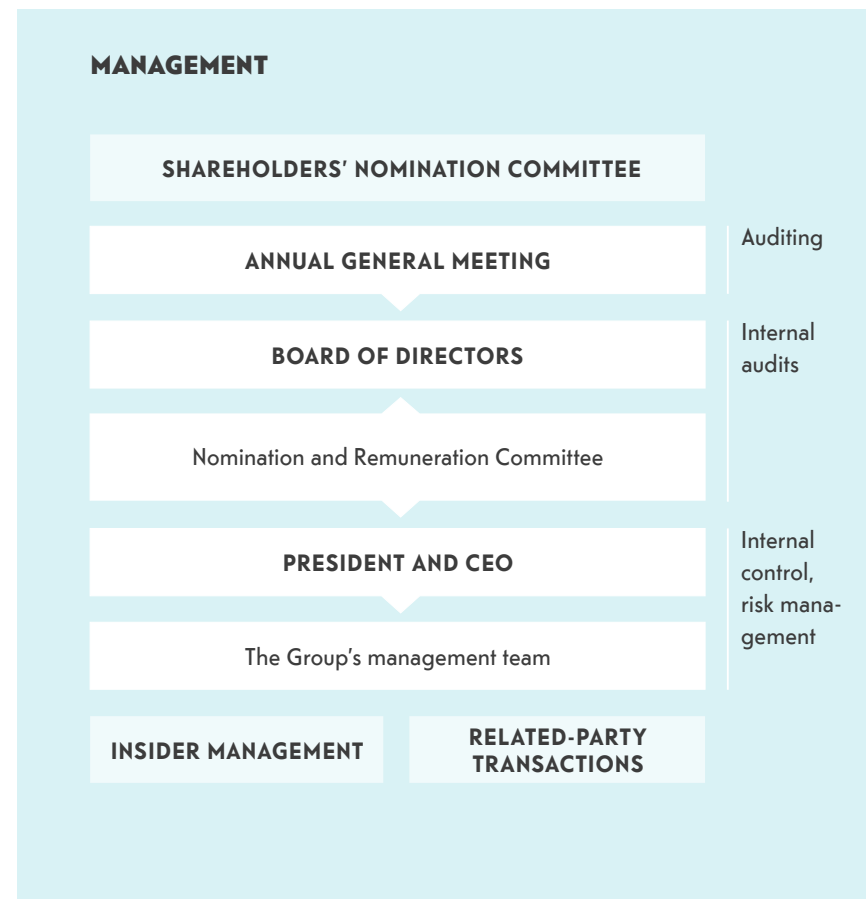 MANAGEMENT
SHAREHOLDERS’ NOMINATION COMMITTEE
ANNUAL GENERAL MEETING
Auditing
BOARD OF DIRECTORS
Internal
audits
Nomination and Remuneration Committee
PRESIDENT AND CEO
Internal
control,
risk mana-
gement
The Group’s management team
INSIDER MANAGEMENT
RELATED-PARTY
TRANSACTIONS